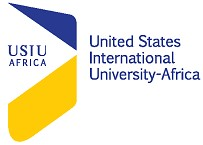 USIU
AFRICA
United States
International
University-Africa